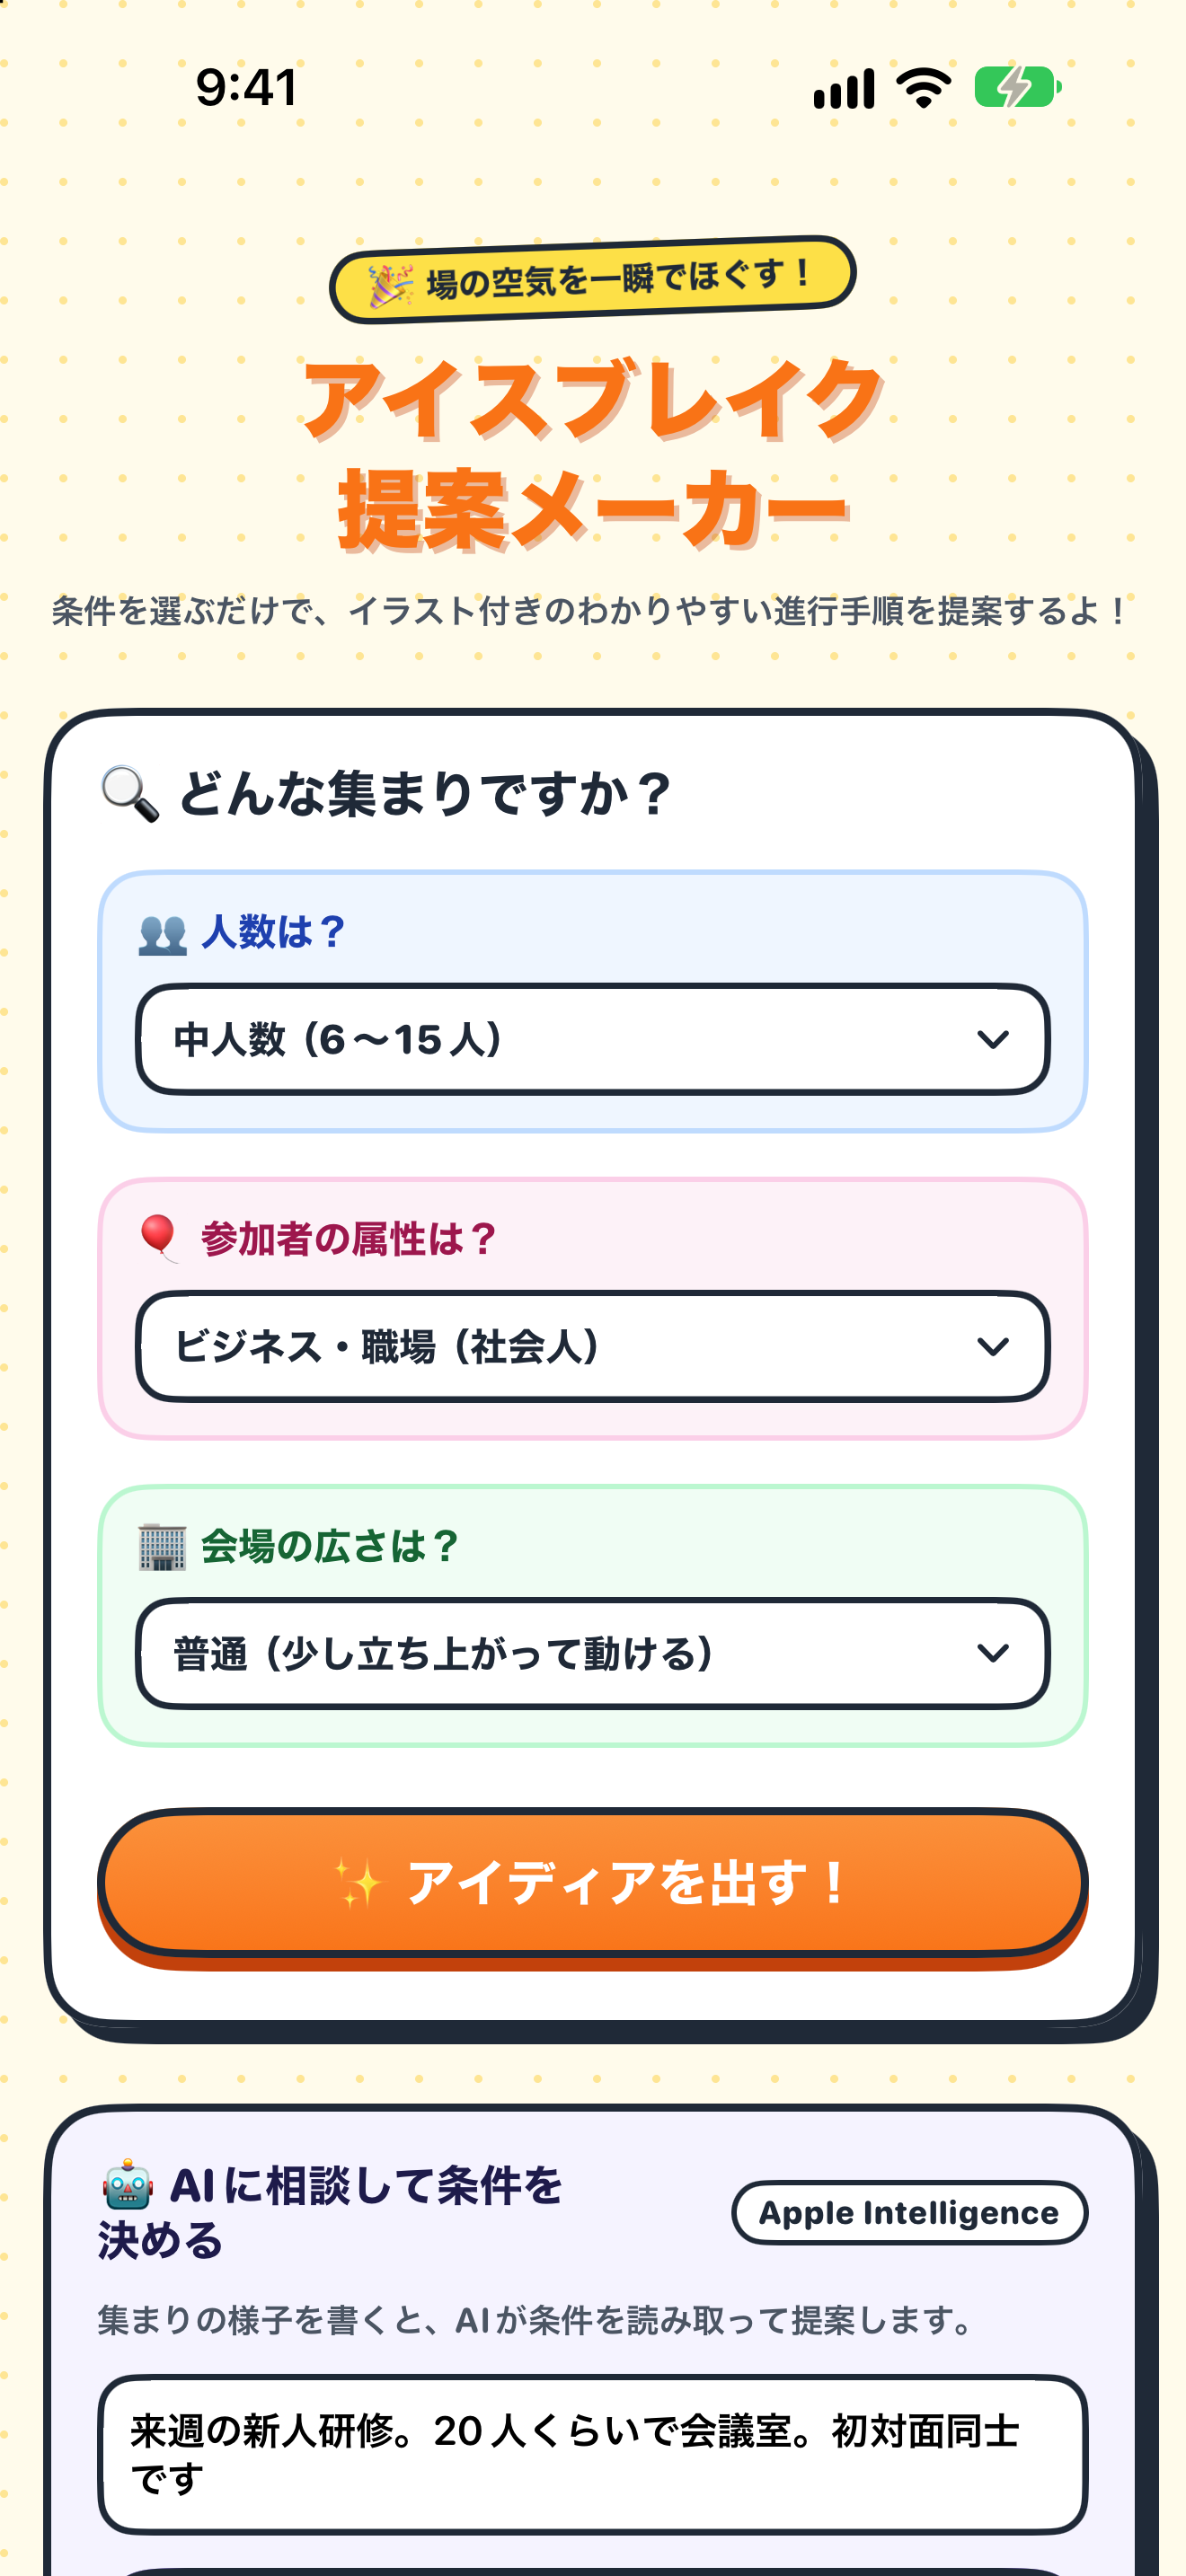 9:41
場の空気を一瞬でほぐす！
アイスブレイク
提案メーカー
条件を選ぶだけで、イラスト付きのわかりやすい進行手順を提案するよ！
どんな集まりですか？
人数は？
中人数（6〜15人）
参加者の属性は？
ビジネス・職場（社会人）
会場の広さは？
普通（少し立ち上がって動ける）
アイディアを出す！
AIに相談して条件を
決める
Apple Intelligence
集まりの様子を書くと、AIが条件を読み取って提案します。
来週の新人研修。20人くらいで会議室。初対面同士
です